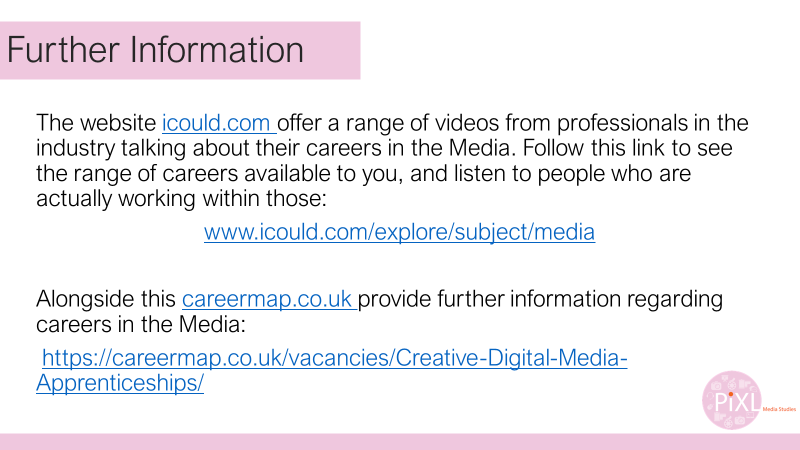 Further Information
The website icould.com offer a range of videos from professionals in the
industry talking about their careers in the Media. Follow this link to see
the range of careers available to you, and listen to people who are
actually working within those:
www.icould.com/explore/subject/media
Alongside this careermap.co.uk provide further information regarding
careers in the Media:
https://careermap.co.uk/vacancies/Creative-Digital-Media-
Apprenticeships/
PiXL
Media Studies